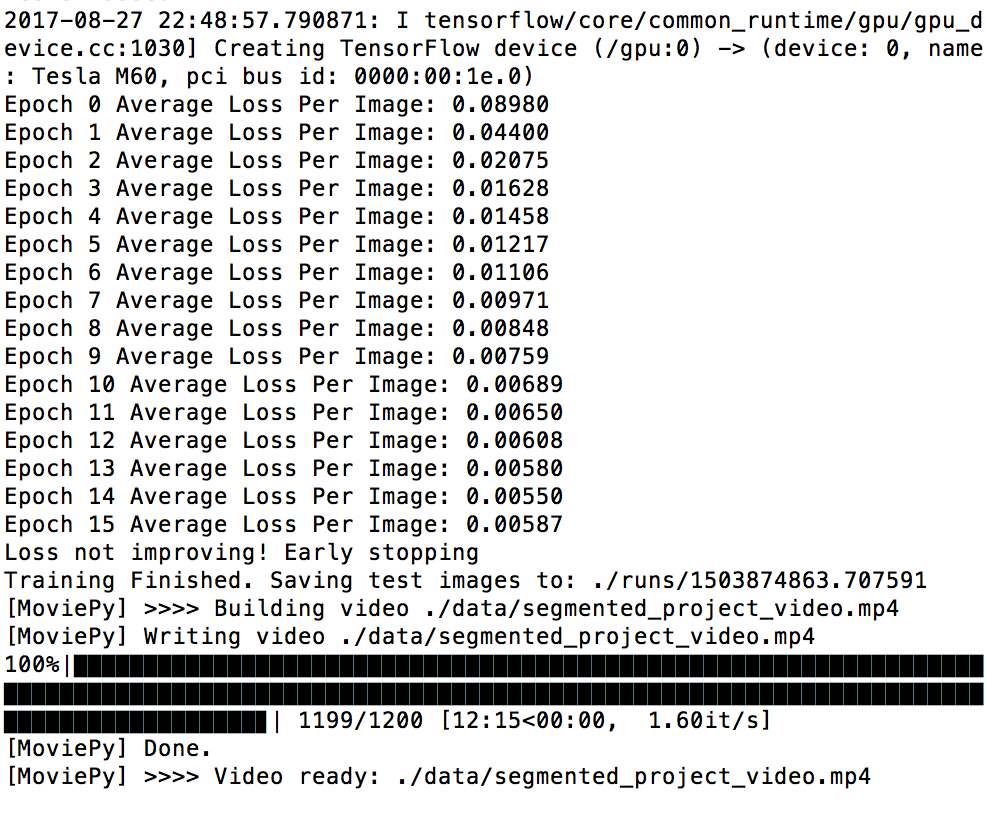 2017-08-27 22:48:57.790871: I tensorflow/core/common_runtime/gpu/gpu_d
evice.cc:1030] Creating TensorFlow device (/gpu:0) -> (device: 0, name
: Tesla M60, pci bus id: 0000:00:1e.0)
Epoch 0 Average Loss Per Image: 0.08980
Epoch 1 Average Loss Per Image: 0.04400
Epoch 2 Average Loss Per Image: 0.02075
Epoch 3 Average Loss Per Image: 0.01628
Epoch 4 Average Loss Per Image: 0.01458
Epoch 5 Average Loss Per Image: 0.01217
Epoch 6 Average Loss Per Image: 0.01106
Epoch 7 Average Loss Per Image: 0.00971
Epoch 8 Average Loss Per Image: 0.00848
Epoch 9 Average Loss Per Image: 0.00759
Epoch 10 Average Loss Per Image: 0.00689
Epoch 11 Average Loss Per Image: 0.00650
Epoch 12 Average Loss Per Image: 0.00608
Epoch 13 Average Loss Per Image: 0.00580
Epoch 14 Average Loss Per Image: 0.00550
Epoch 15 Average Loss Per Image: 0.00587
Loss not improving! Early stopping
Training Finished. Saving test images to: ./runs/1503874863.707591
[MoviePy] >>>> Building video ./data/segmented_project_video.mp4
[MoviePy] Writing video ./data/segmented_project_video.mp4
100%|
| 1199/1200 [12:15<00:00,  1.60it/s]
[MoviePy] Done.
[MoviePy] >>>> Video ready: ./data/segmented_project_video.mp4